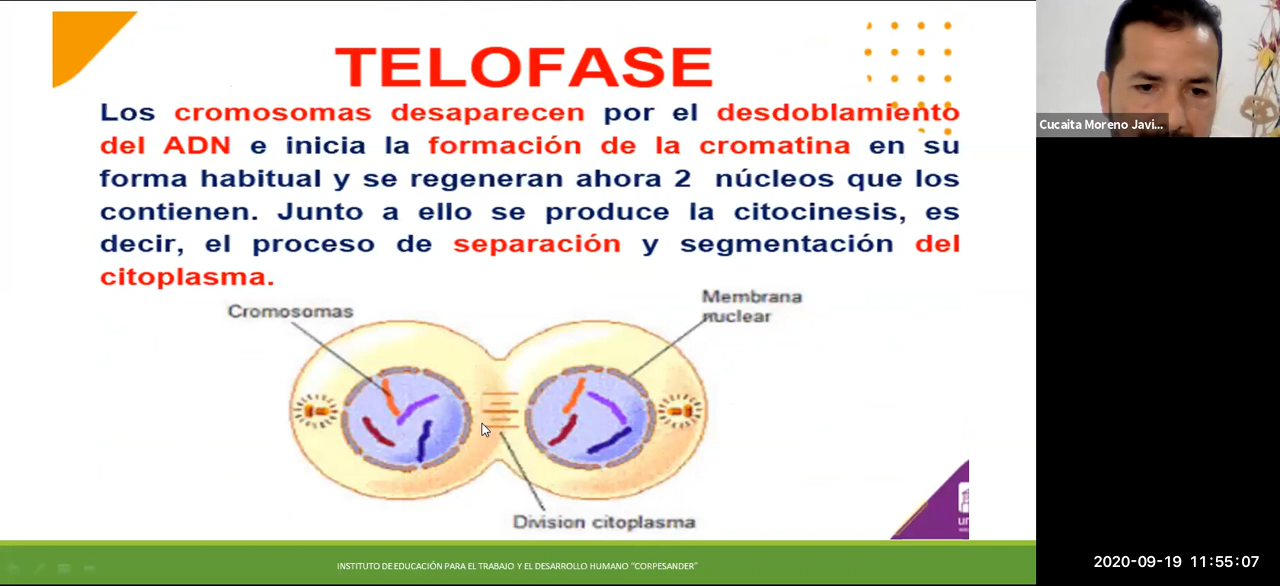 TELOFASE
Los cromosomas desaparecen por el desdoblamiento
del ADN e inicia la formación de la cromatina en su
forma habitual y se regeneran ahora 2 núcleos que los
contienen. Junto a ello se produce la citocinesis, es
decir, el proceso de separación y segmentación del
citoplasma.
Cromosomas
Membrana
nuclear
Division citoplasma
INSTITUTO DE EDUCACIÓN PARA EL TRABAJO Y EL DESARROLLO HUMANO "CORPESANDER"
Cucaita Moreno Javi...
2020-09-19 11:55:07